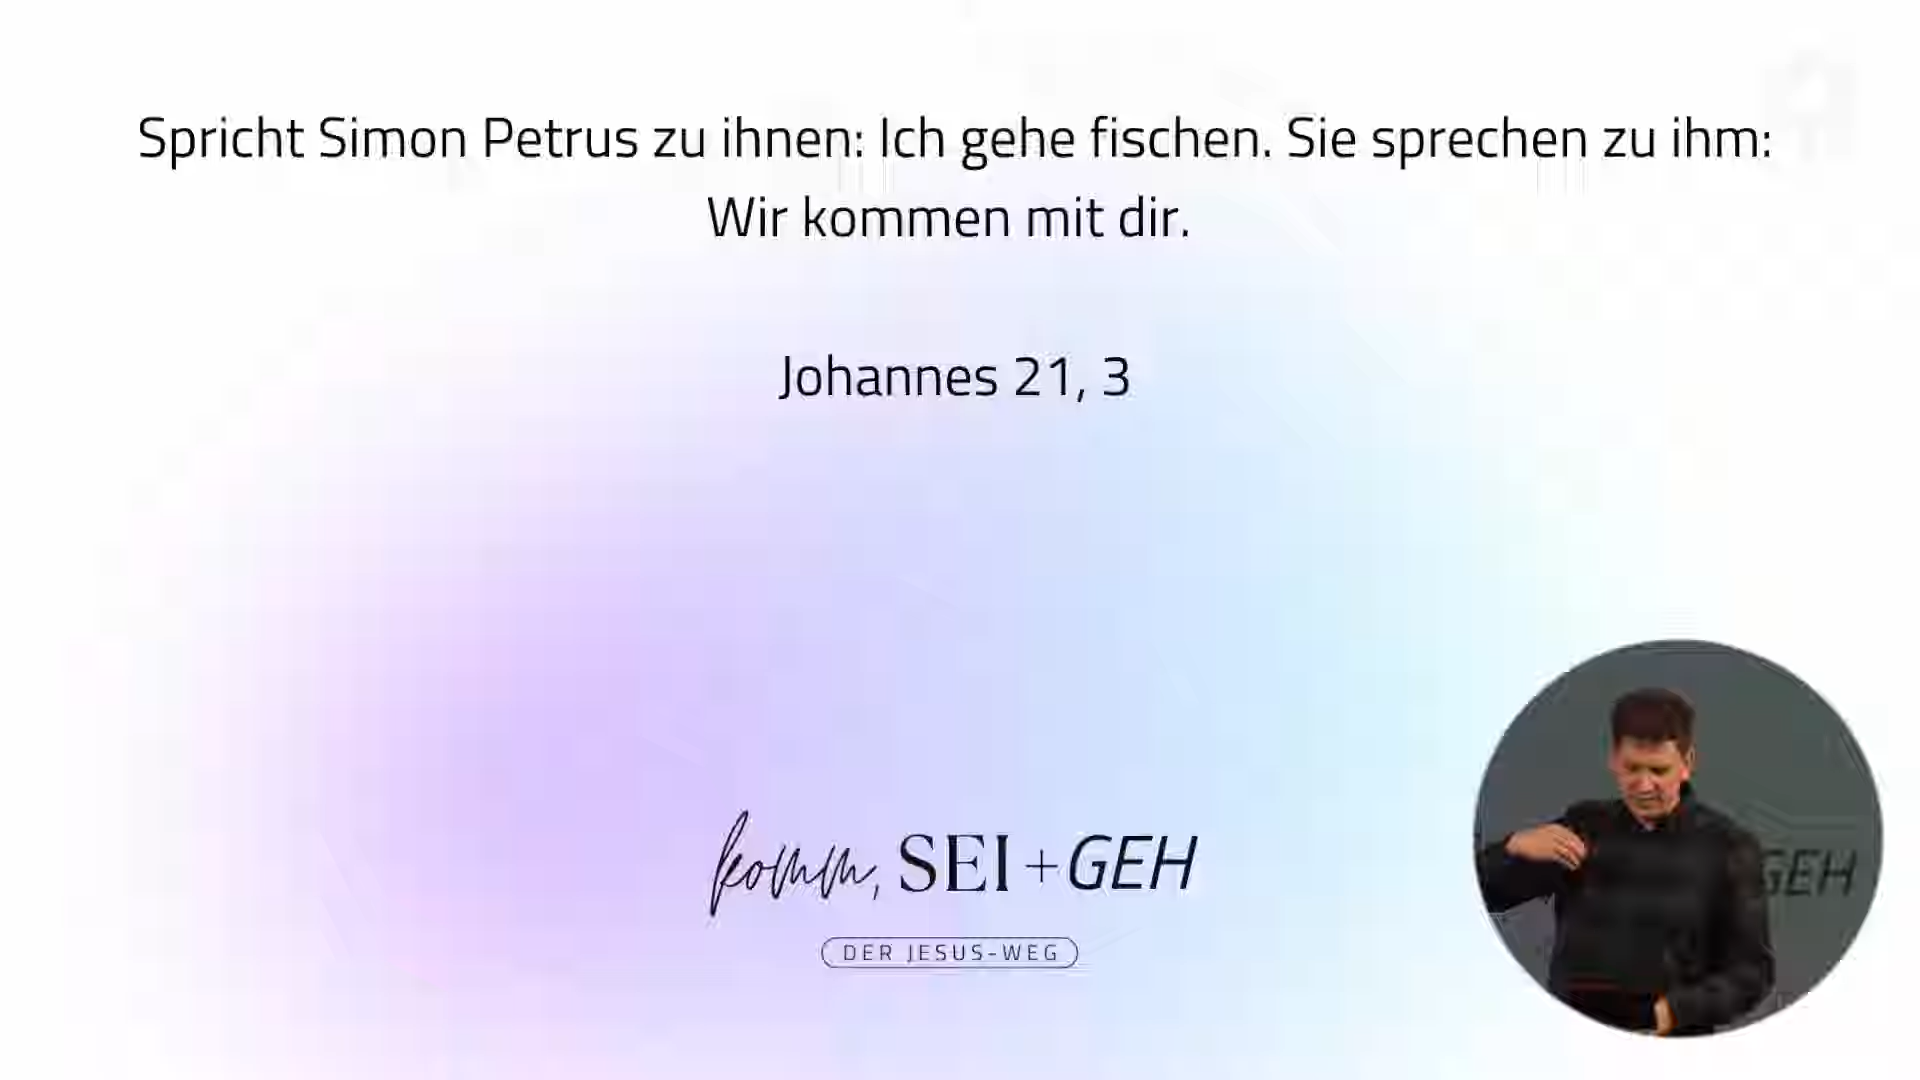 Spricht Simon Petrus zu ihnen: Ich gehe fischen. Sie sprechen zu ihm:
Wir kommen mit dir.
Johannes 21, 3
komm, SEI + GEH
DER JESUS-WEG
GEH